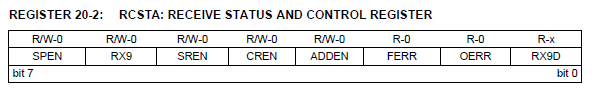 REGISTER 20-2: RCSTA: RECEIVE STATUS AND CONTROL REGISTER
R/W-0 R/W-0 R/W-0 R/W-0 R/W-0 R-0 R-0 R-x
SPEN RX9 SREN CREN ADDEN FERR OERR RX9D
bit 7 bit 0